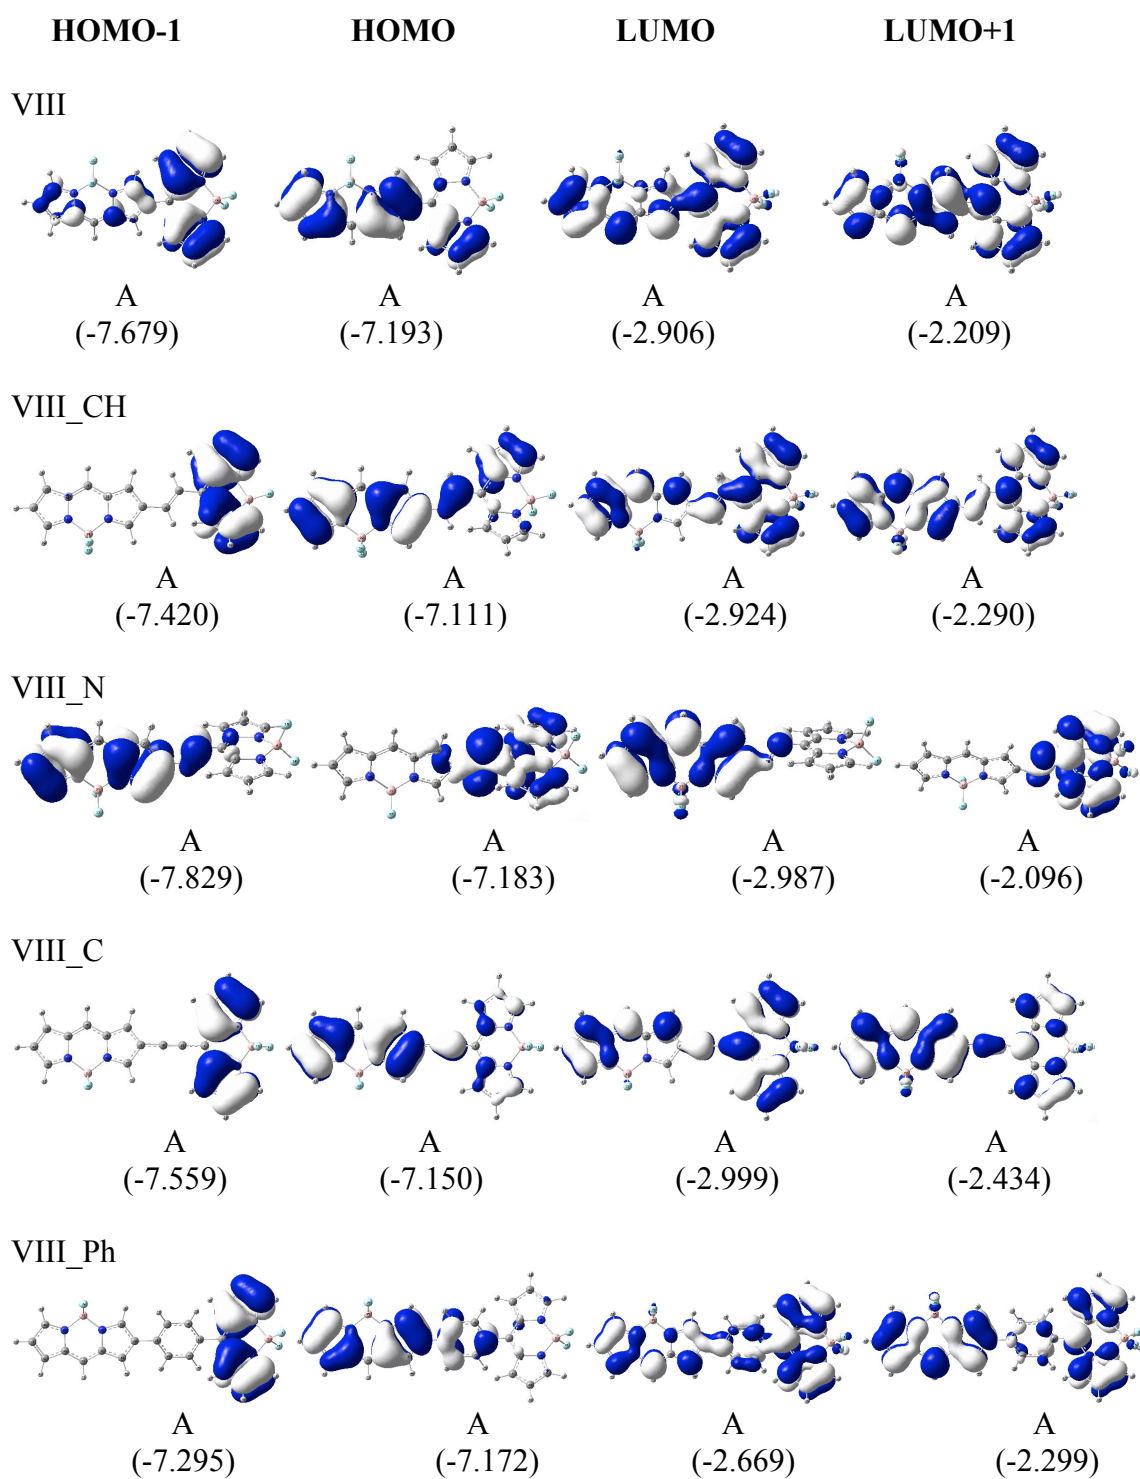 HOMO-1 HOMO LUMO LUMO+1
VIII
A A A A
(-7.679) (-7.193) (-2.906) (-2.209)
VIII_CH
A A A A
(-7.420) (-7.111) (-2.924) (-2.290)
VIII_N
A A A A
(-7.829) (-7.183) (-2.987) (-2.096)
VIII_C
A A A A
(-7.559) (-7.150) (-2.999) (-2.434)
VIII_Ph
A A A A
(-7.295) (-7.172) (-2.669) (-2.299)